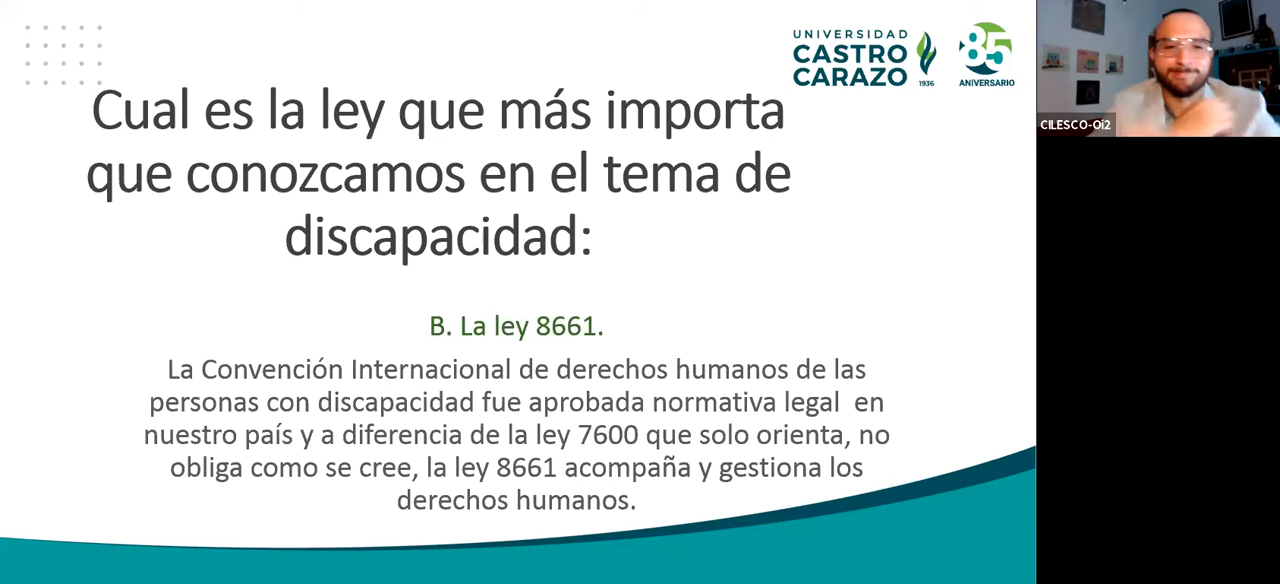 UNIVERSIDAD
CASTRO
CARAZO
1936
85
ANIVERSARIO
CILESCO-Oi2
Cual es la ley que más importa
que conozcamos en el tema de
discapacidad:
B. La ley 8661.
La Convención Internacional de derechos humanos de las
personas con discapacidad fue aprobada normativa legal en
nuestro país y a diferencia de la ley 7600 que solo orienta, no
obliga como se cree, la ley 8661 acompaña y gestiona los
derechos humanos.